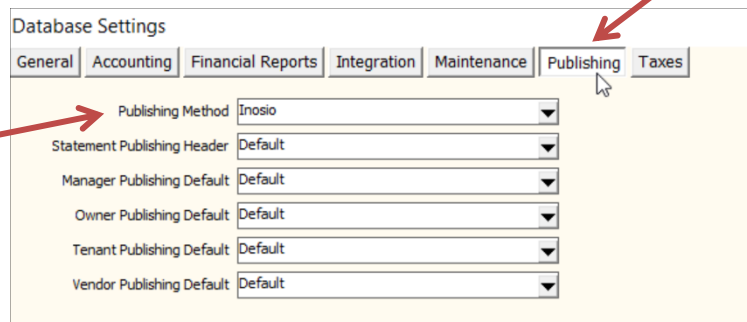 Database Settings
General Accounting Financial Reports Integration Maintenance Publishing Taxes
Publishing Method Inosio
Statement Publishing Header Default
Manager Publishing Default Default
Owner Publishing Default Default
Tenant Publishing Default Default
Vendor Publishing Default Default